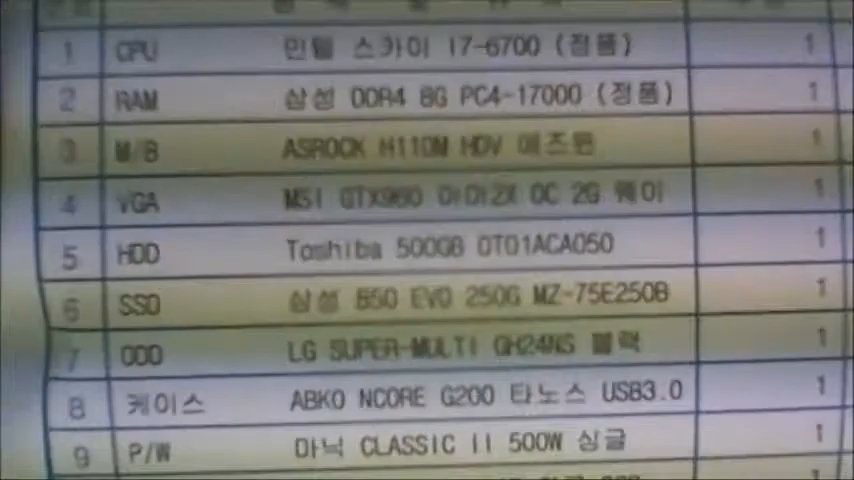 1 CPU 인텔 스카이 I7-6700 (정품) 1
2 RAM 삼성 DDR4 8G PC4-17000 (정품) 1
3 M/B ASROCK H110M HDV 에즈윈 1
4 VGA MSI GTX960 OC 2G 웨이 1
5 HDD Toshiba 500GB DT01ACA050 1
6 SSD 삼성 850 EVO 250G MZ-75E250B 1
7 ODD LG SUPER-MULTI GH24NS 블랙 1
8 케이스 ABKO NCORE G200 타노스 USB3.0 1
9 P/W 마닉 CLASSIC II 500W 싱글 1